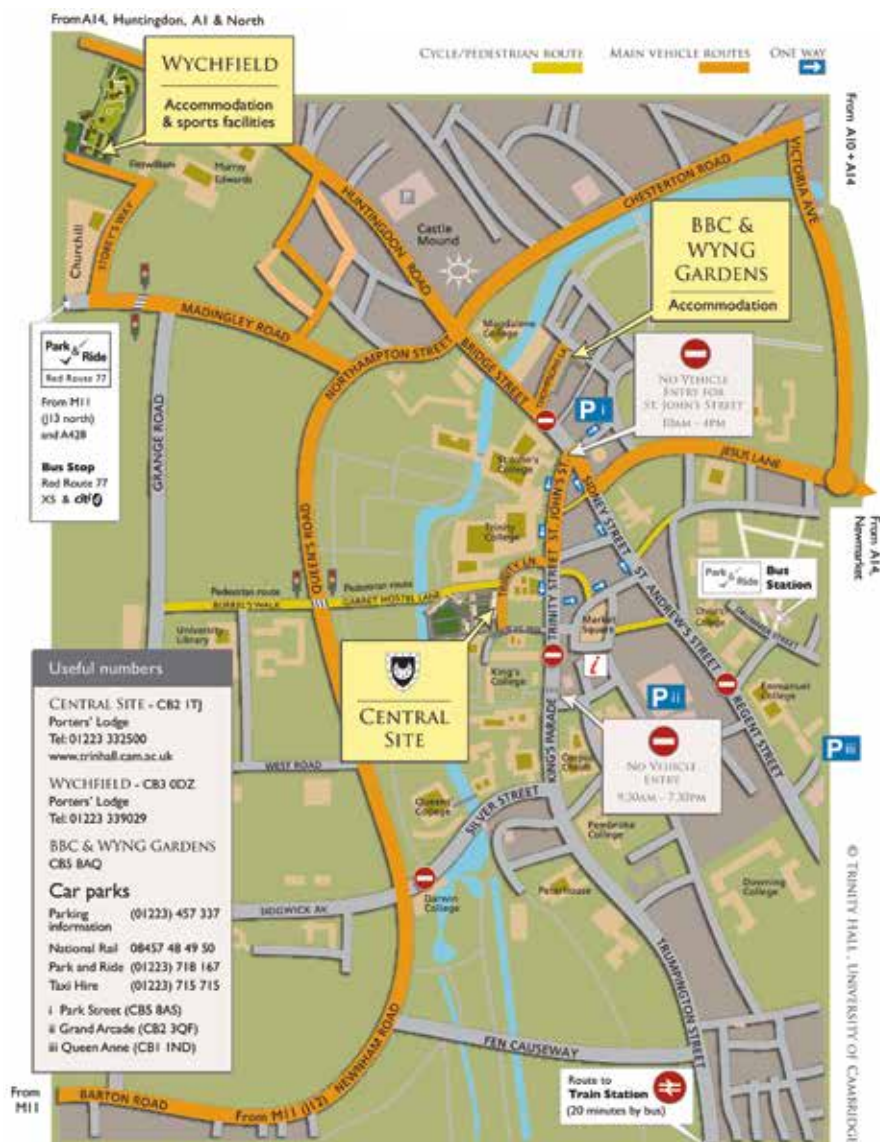 From A14, Huntingdon, A1 & North
CYCLE/PEDESTRIAN ROUTE
MAIN VEHICLE ROUTES
ONE WAY
WYCHFIELD
Accommodation
& sports facilities
From A10 + A14
Fitzwilliam
Murray
Edwards
HUNTINGDON ROAD
P
Castle
Mound
CHESTERTON ROAD
VICTORIA AVE
Churchill
STOREY'S WAY
BBC &
WYNG
GARDENS
Accommodation
MADINGLEY ROAD
NORTHAMPTON STREET
Magdalene
College
BRIDGE STREET
THOMPSONS LA
Park & Ride
Red Route 77
From M11
(J13 north)
and A428
Bus Stop
Red Route 77
X5 & citi
NO VEHICLE
ENTRY FOR
ST. JOHN'S STREET
10AM - 4PM
P i
GRANGE ROAD
QUEEN'S ROAD
St John's
College
JESUS LANE
ST. JOHN'S ST
SIDNEY STREET
From A14,
Newmarket
Trinity
College
TRINITY LN
TRINITY STREET
Park & Ride
Bus
Station
Pedestrian route
BURRELL'S WALK
Pedestrian route
GARRET HOSTEL LANE
ST. ANDREW'S STREET
DRUMMER STREET
Market
Square
University
Library
King's
College
i
Emmanuel
College
CENTRAL
SITE
P ii
REGENT STREET
KING'S PARADE
P iii
NO VEHICLE
ENTRY
9.30AM - 7.30PM
WEST ROAD
Corpus
Christi
Queens'
College
SILVER STREET
Pembroke
College
Darwin
College
SIDGWICK AV.
Peterhouse
Downing
College
TRUMPINGTON STREET
FEN CAUSEWAY
NEWNHAM ROAD
Route to
Train Station
(20 minutes by bus)
From
M11
BARTON ROAD
From M11 (J12)
© TRINITY HALL, UNIVERSITY OF CAMBRIDGE
Useful numbers
CENTRAL SITE - CB2 1TJ
Porters' Lodge
Tel: 01223 332500
www.trinhall.cam.ac.uk
WYCHFIELD - CB3 0DZ
Porters' Lodge
Tel: 01223 339029
BBC & WYNG GARDENS
CB5 8AQ
Car parks
Parking information (01223) 457 337
National Rail 08457 48 49 50
Park and Ride (01223) 718 167
Taxi Hire (01223) 715 715
i Park Street (CB5 8AS)
ii Grand Arcade (CB2 3QF)
iii Queen Anne (CB1 1ND)